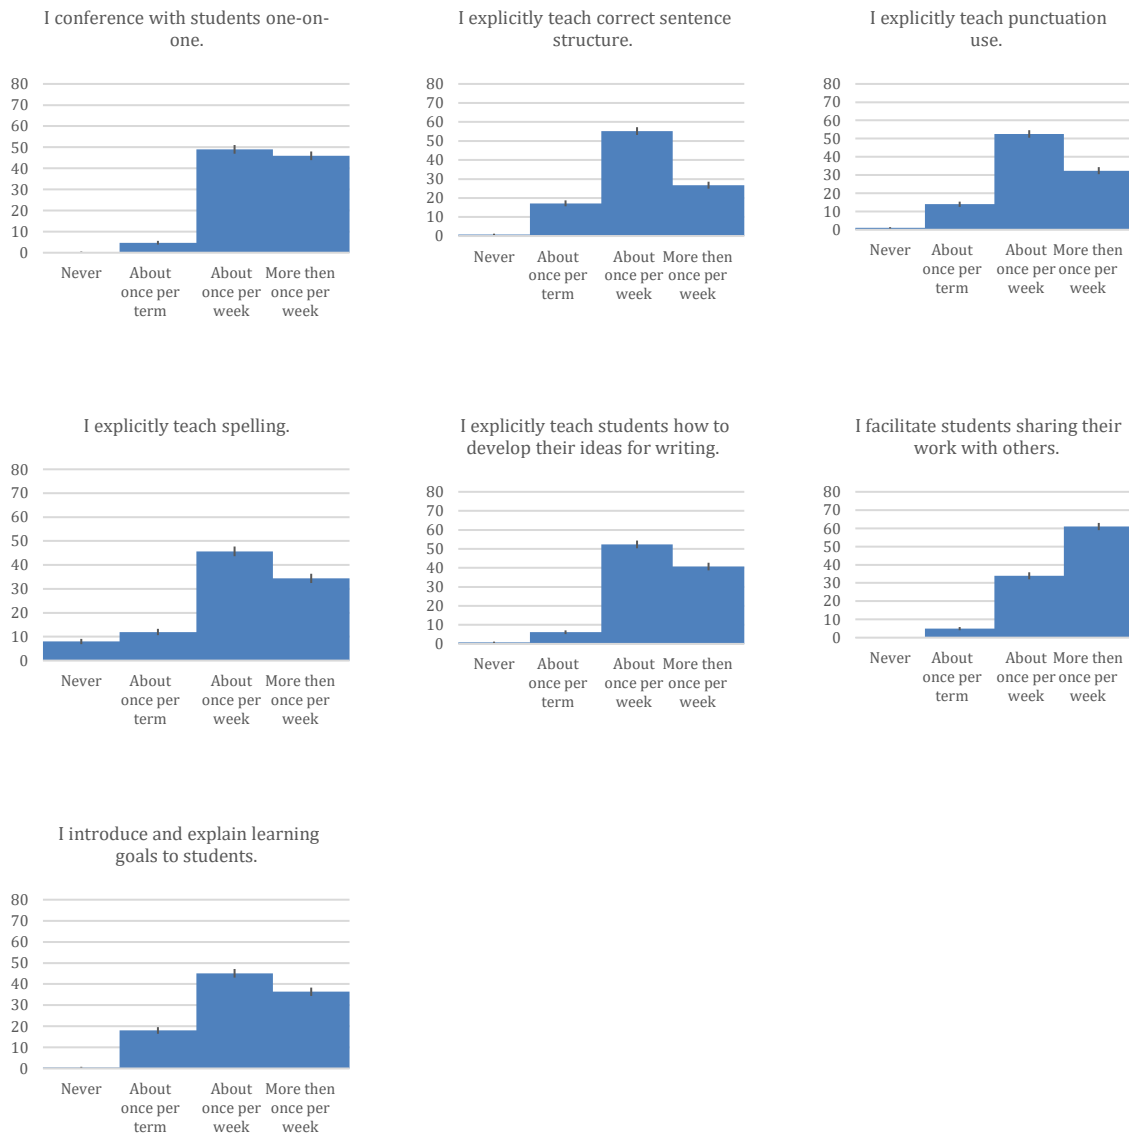 I conference with students one-on-
one.
80
70
60
50
40
30
20
10
0
Never About More then
once per once per once per
term week week
I explicitly teach correct sentence
structure.
80
70
60
50
40
30
20
10
0
Never About About More then
once per once per once per
term week week
I explicitly teach punctuation
use.
80
70
60
50
40
30
20
10
0
Never About About More then
once per once per once per
term week week
I explicitly teach spelling.
80
70
60
50
40
30
20
10
0
Never About About More then
once per once per once per
term week week
I explicitly teach students how to
develop their ideas for writing.
80
70
60
50
40
30
20
10
0
Never About About More then
once per once per once per
term week week
I facilitate students sharing their
work with others.
80
70
60
50
40
30
20
10
0
Never About About More then
once per once per once per
term week week
I introduce and explain learning
goals to students.
80
70
60
50
40
30
20
10
0
Never About About More then
once per once per once per
term week week